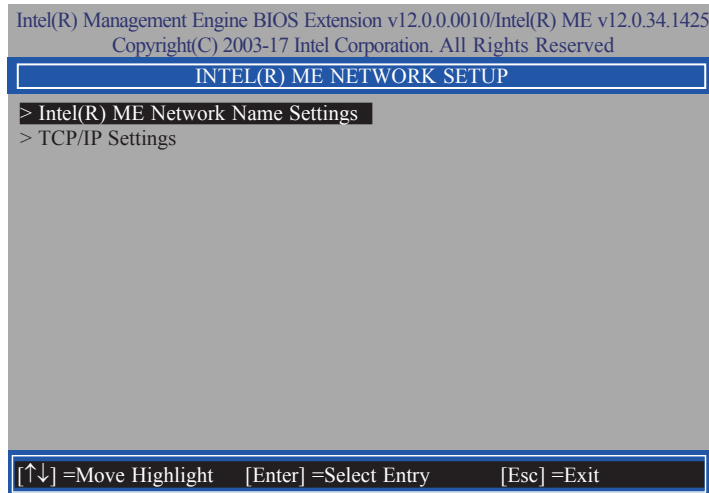 Intel(R) Management Engine BIOS Extension v12.0.0.0010/Intel(R) ME v12.0.34.1425
Copyright(C) 2003-17 Intel Corporation. All Rights Reserved
INTEL(R) ME NETWORK SETUP
> Intel(R) ME Network Name Settings
> TCP/IP Settings
[↑↓] =Move Highlight [Enter] =Select Entry [Esc] =Exit